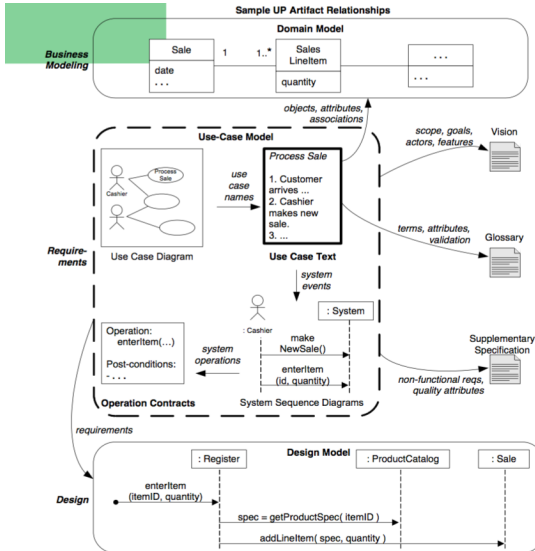 Sample UP Artifact Relationships
Domain Model
Business
Modeling
Sale
date
. . .
1
1..*
Sales
LineItem
quantity
. . .
. . .
objects, attributes,
associations
Use-Case Model
Process
Sale
Cashier
Use Case Diagram
use
case
names
Process Sale
1. Customer
arrives ...
2. Cashier
makes new
sale.
3. ...
Use Case Text
scope, goals,
actors, features
Vision
terms, attributes,
validation
Glossary
Require-
ments
system
events
: Cashier
: System
make
NewSale()
enterItem
(id, quantity)
System Sequence Diagrams
system
operations
Operation:
enterItem(…)
Post-conditions:
- . . .
Operation Contracts
Supplementary
Specification
non-functional reqs,
quality attributes
requirements
Design Model
: Register
: ProductCatalog
: Sale
Design
enterItem
(itemID, quantity)
spec = getProductSpec( itemID )
addLineItem( spec, quantity )